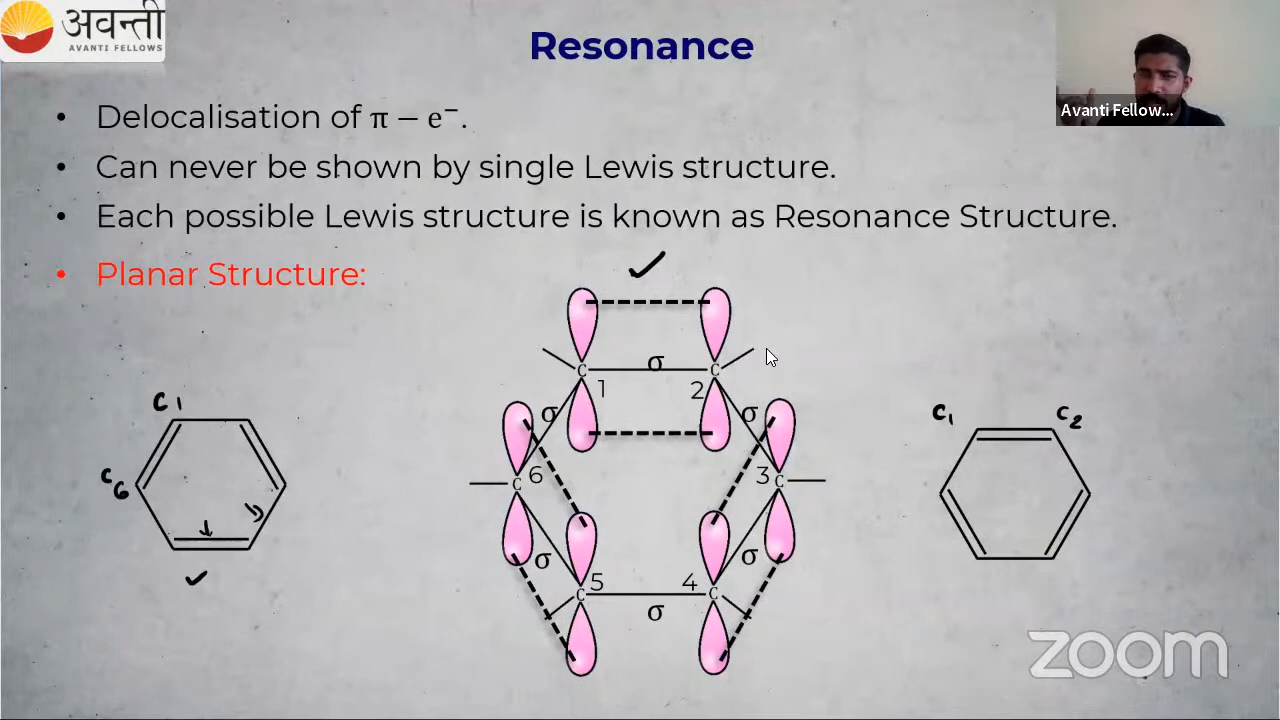 अवन्ती
AVANTI FELLOWS
Resonance
Avanti Fellow...
• Delocalisation of π − e⁻.
• Can never be shown by single Lewis structure.
• Each possible Lewis structure is known as Resonance Structure.
• Planar Structure:
σ
C C
1 2
C1
σ σ
C1 C2
C6
6 3
C C
σ σ
5 4
C C
σ
zoom